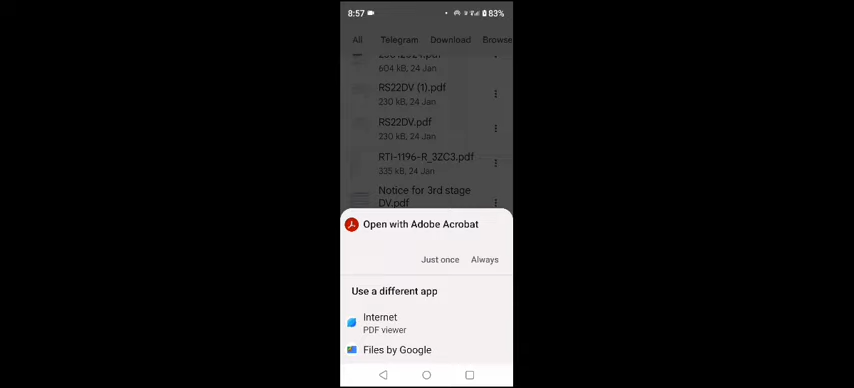 8:57
83%
All Telegram Download Browse
604 kB, 24 Jan
RS22DV (1).pdf
230 kB, 24 Jan
RS22DV.pdf
230 kB, 24 Jan
RTI-1196-R_3ZC3.pdf
335 kB, 24 Jan
Notice for 3rd stage
DV.pdf
Open with Adobe Acrobat
Just once Always
Use a different app
Internet
PDF viewer
Files by Google